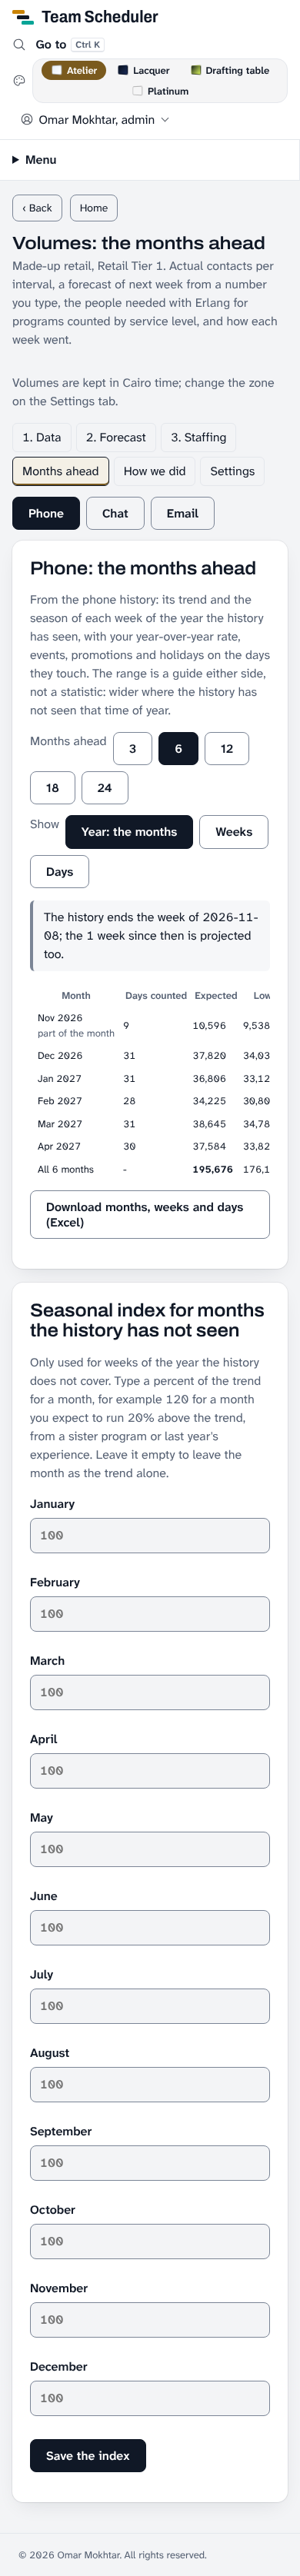 Team Scheduler
Go to Ctrl K
Atelier Lacquer Drafting table
Platinum
Omar Mokhtar, admin
Menu
‹ Back Home
Volumes: the months ahead
Made-up retail, Retail Tier 1. Actual contacts per
interval, a forecast of next week from a number
you type, the people needed with Erlang for
programs counted by service level, and how each
week went.
Volumes are kept in Cairo time; change the zone
on the Settings tab.
1. Data 2. Forecast 3. Staffing
Months ahead How we did Settings
Phone Chat Email
Phone: the months ahead
From the phone history: its trend and the
season of each week of the year the history
has seen, with your year-over-year rate,
events, promotions and holidays on the days
they touch. The range is a guide either side,
not a statistic: wider where the history has
not seen that time of year.
Months ahead 3 6 12
18 24
Show Year: the months Weeks
Days
The history ends the week of 2026-11-
08; the 1 week since then is projected
too.
Month Days counted Expected Low
Nov 2026
part of the month 9 10,596 9,538
Dec 2026 31 37,820 34,03
Jan 2027 31 36,806 33,12
Feb 2027 28 34,225 30,80
Mar 2027 31 38,645 34,78
Apr 2027 30 37,584 33,82
All 6 months - 195,676 176,1
Download months, weeks and days
(Excel)
Seasonal index for months
the history has not seen
Only used for weeks of the year the history
does not cover. Type a percent of the trend
for a month, for example 120 for a month
you expect to run 20% above the trend,
from a sister program or last year's
experience. Leave it empty to leave the
month as the trend alone.
January
100
February
100
March
100
April
100
May
100
June
100
July
100
August
100
September
100
October
100
November
100
December
100
Save the index
© 2026 Omar Mokhtar. All rights reserved.